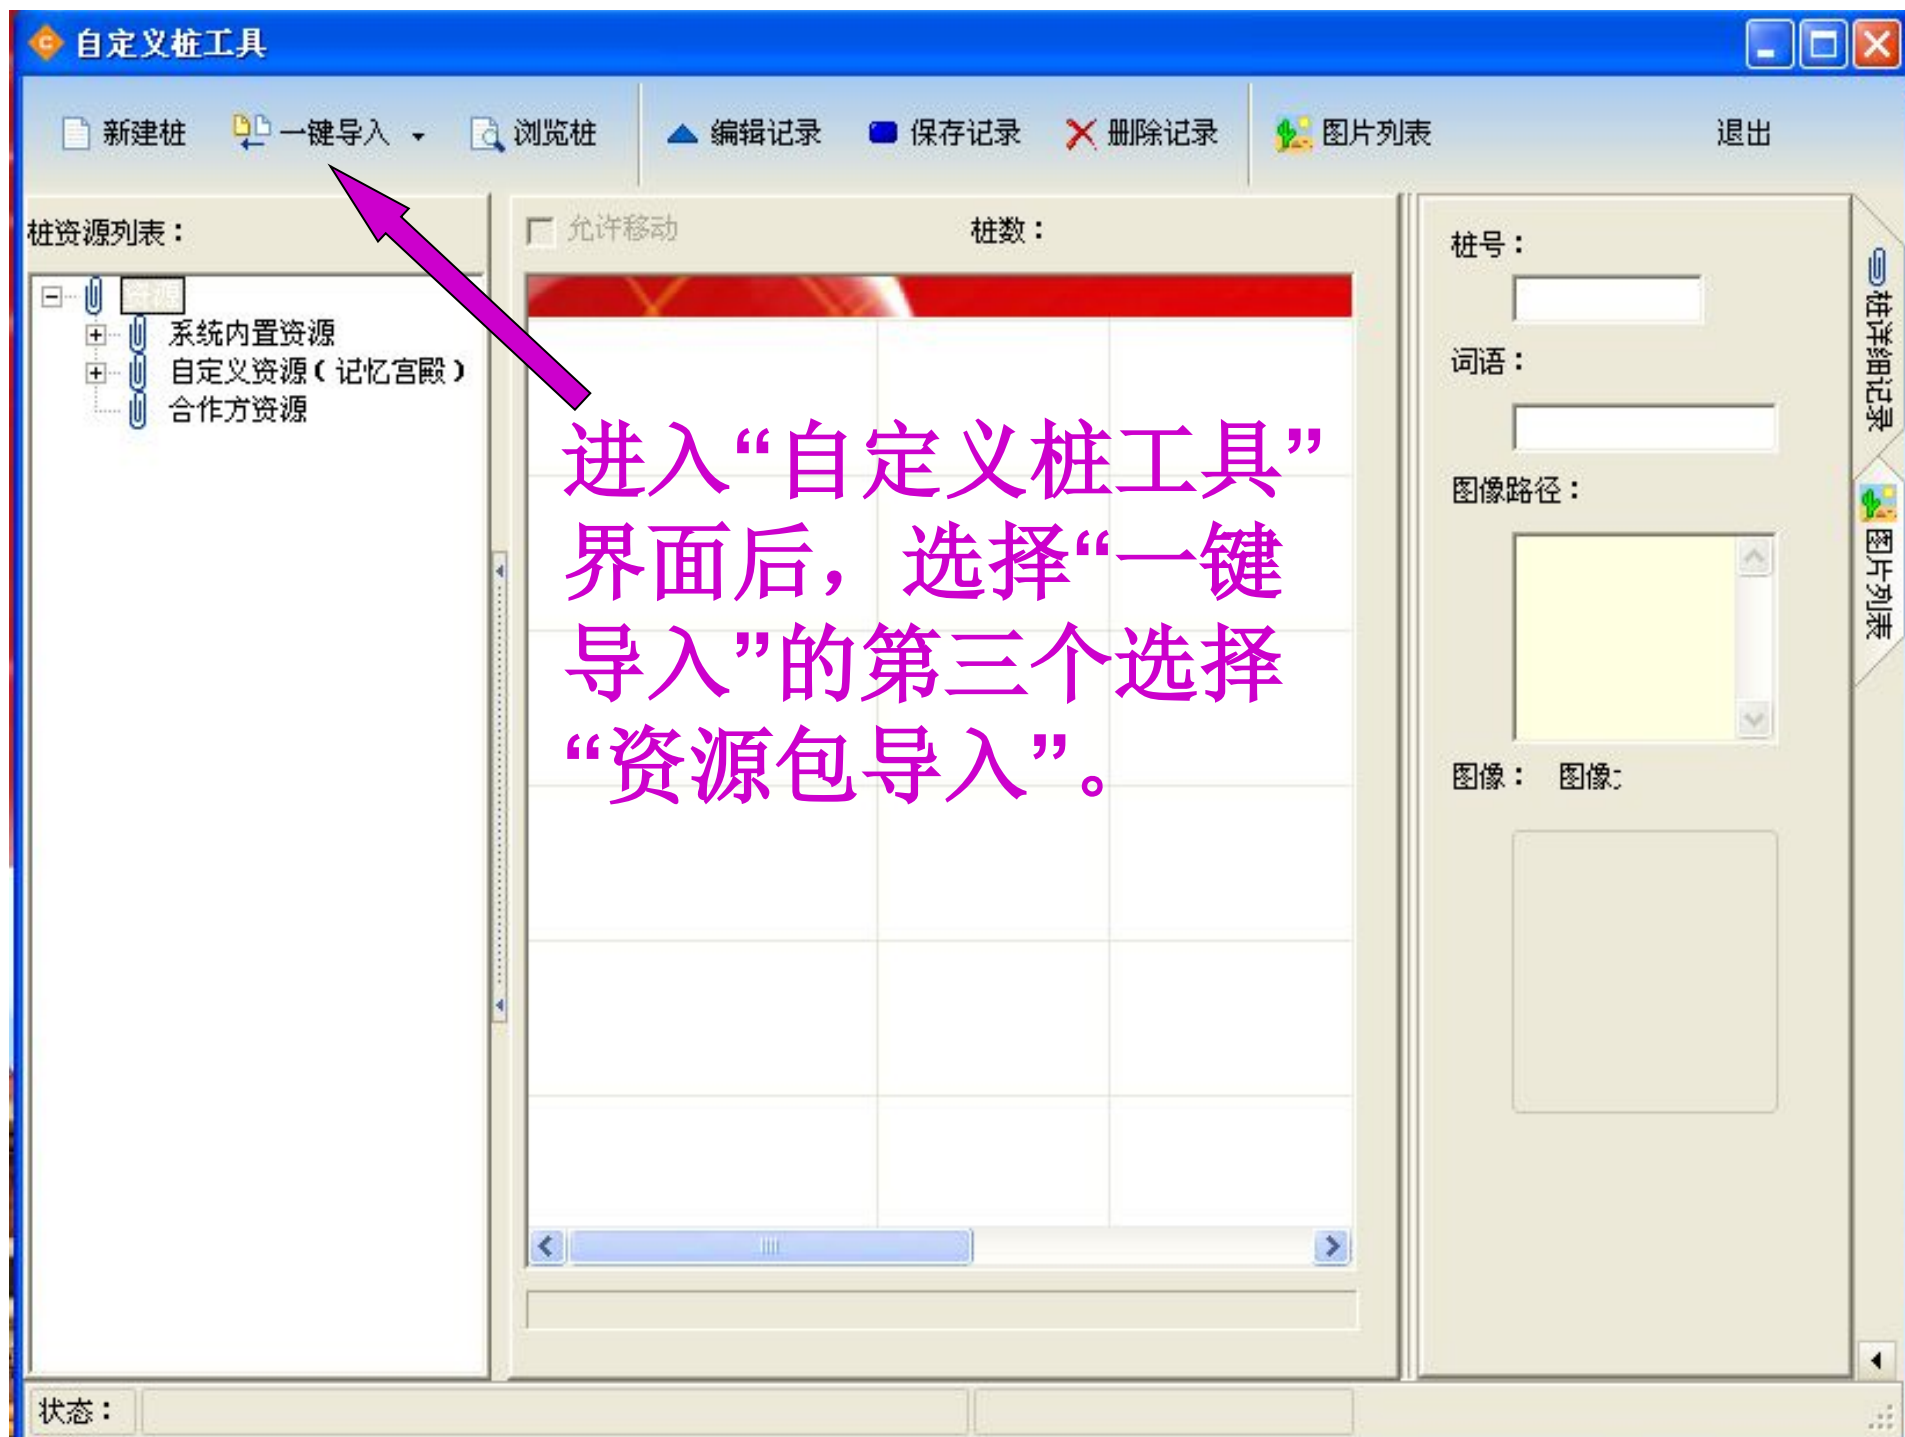 自定义桩工具
新建桩 一键导入 浏览桩 编辑记录 保存记录 删除记录 图片列表 退出
桩资源列表：
资源
系统内置资源
自定义资源（记忆宫殿）
合作方资源
允许移动 桩数：
进入“自定义桩工具”
界面后，选择“一键
导入”的第三个选择
“资源包导入”。
桩号：
词语：
图像路径：
图像： 图像:
桩详细记录
图片列表
状态：